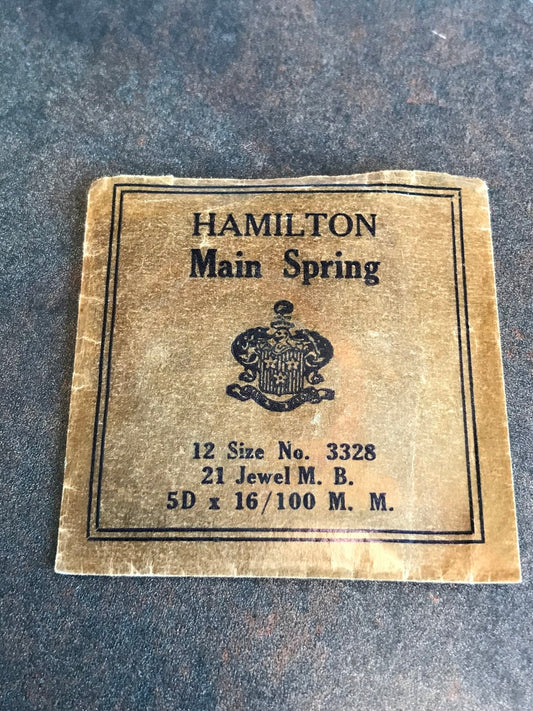 HAMILTON
Main Spring
12 Size No. 3328
21 Jewel M. B.
5D x 16/100 M. M.